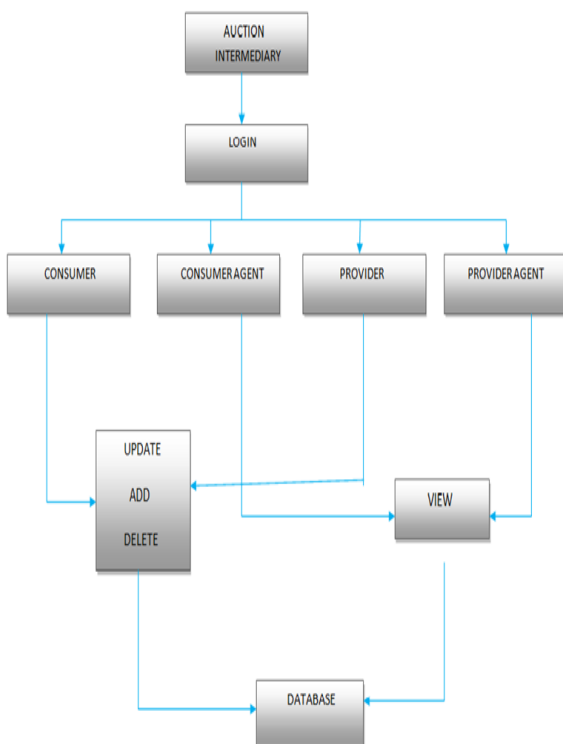 AUCTION
INTERMEDIARY
LOGIN
CONSUMER
CONSUMER AGENT
PROVIDER
PROVIDER AGENT
UPDATE
ADD
DELETE
VIEW
DATABASE